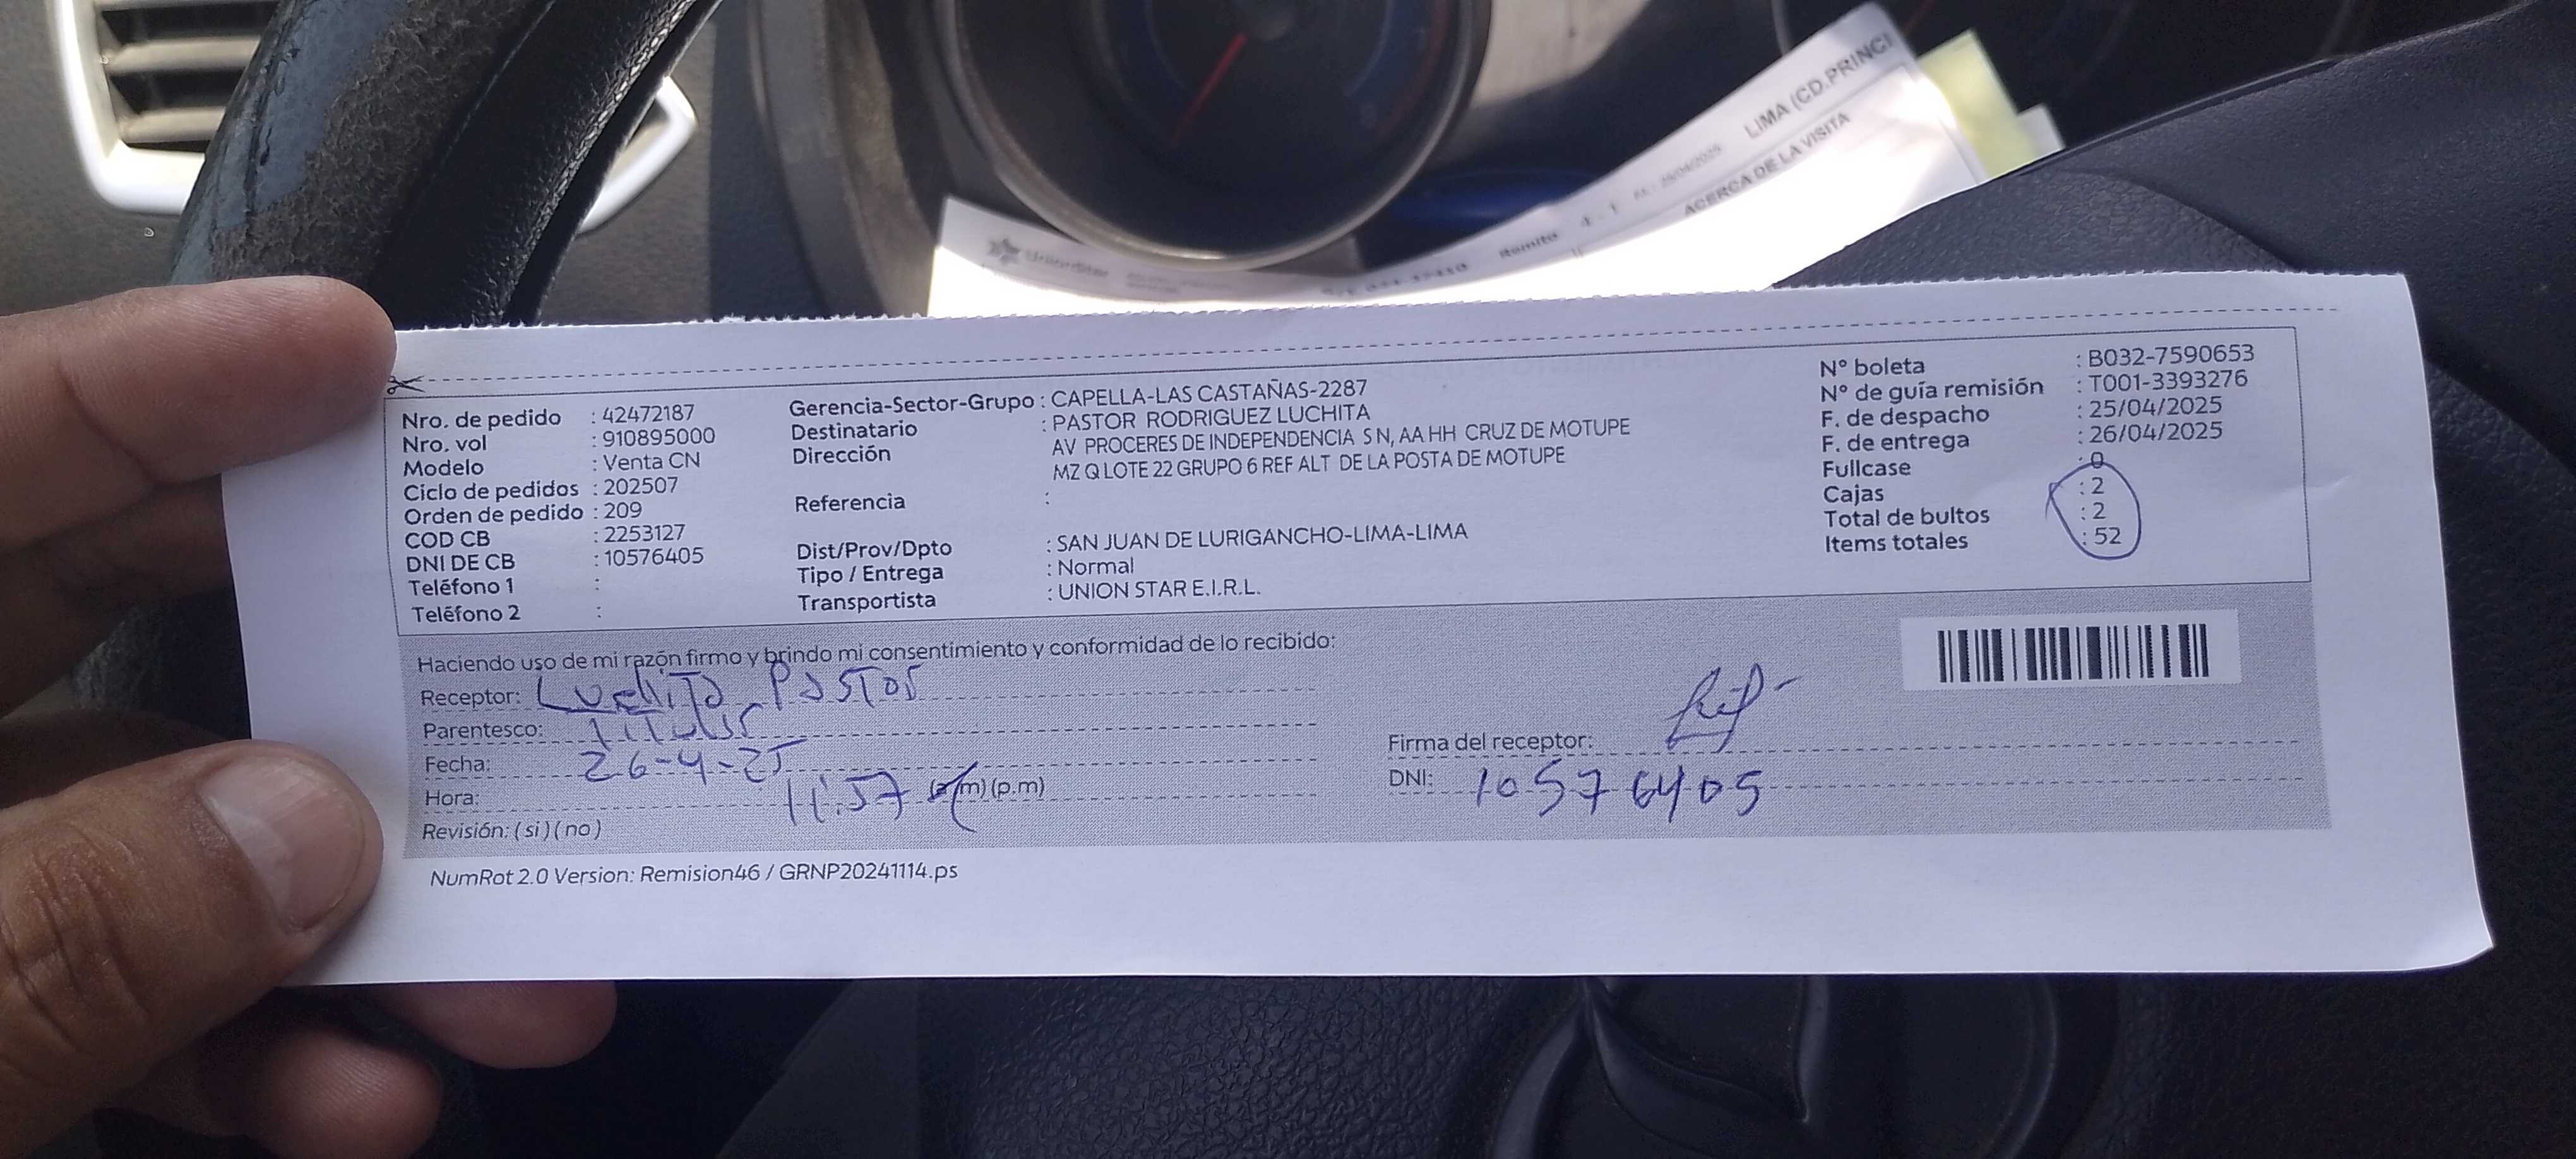 LIMA (CD.PRINCI
ACERCA DE LA VISITA
Remito 4 - 1
Nro. de pedido : 42472187
Nro. vol : 910895000
Modelo : Venta CN
Ciclo de pedidos : 202507
Orden de pedido : 209
COD CB : 2253127
DNI DE CB : 10576405
Teléfono 1 :
Teléfono 2 :
Gerencia-Sector-Grupo : CAPELLA-LAS CASTAÑAS-2287
Destinatario : PASTOR RODRIGUEZ LUCHITA
Dirección AV PROCERES DE INDEPENDENCIA S N, AA HH CRUZ DE MOTUPE
MZ Q LOTE 22 GRUPO 6 REF ALT DE LA POSTA DE MOTUPE
Referencia :
Dist/Prov/Dpto : SAN JUAN DE LURIGANCHO-LIMA-LIMA
Tipo / Entrega : Normal
Transportista : UNION STAR E.I.R.L.
N° boleta : B032-7590653
N° de guía remisión : T001-3393276
F. de despacho : 25/04/2025
F. de entrega : 26/04/2025
Fullcase : 0
Cajas : 2
Total de bultos : 2
Items totales : 52
Haciendo uso de mi razón firmo y brindo mi consentimiento y conformidad de lo recibido:
Receptor: Luchita Pastor
Parentesco: titular
Fecha: 26-4-25
Hora: 11:57 (a.m) (p.m)
Revisión: ( si ) ( no )
Firma del receptor:
DNI: 10576405
NumRot 2.0 Version: Remision46 / GRNP20241114.ps